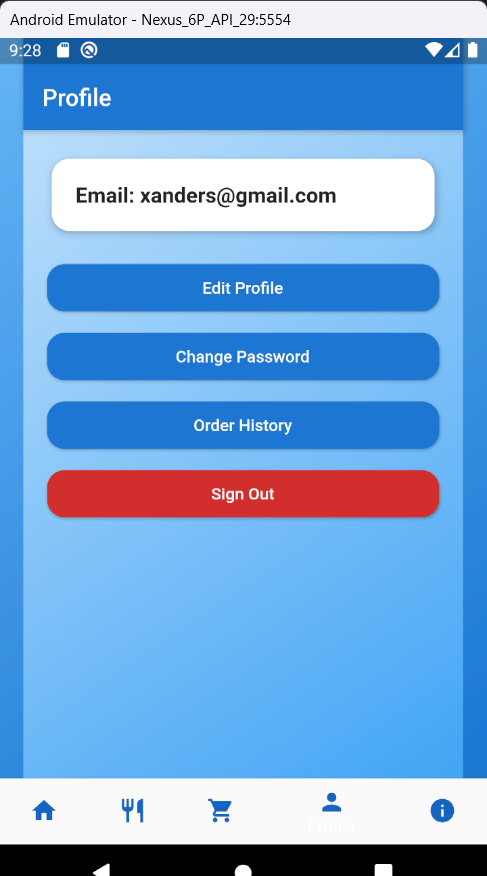 Android Emulator - Nexus_6P_API_29:5554
9:28
Profile
Email: xanders@gmail.com
Edit Profile
Change Password
Order History
Sign Out
Profile